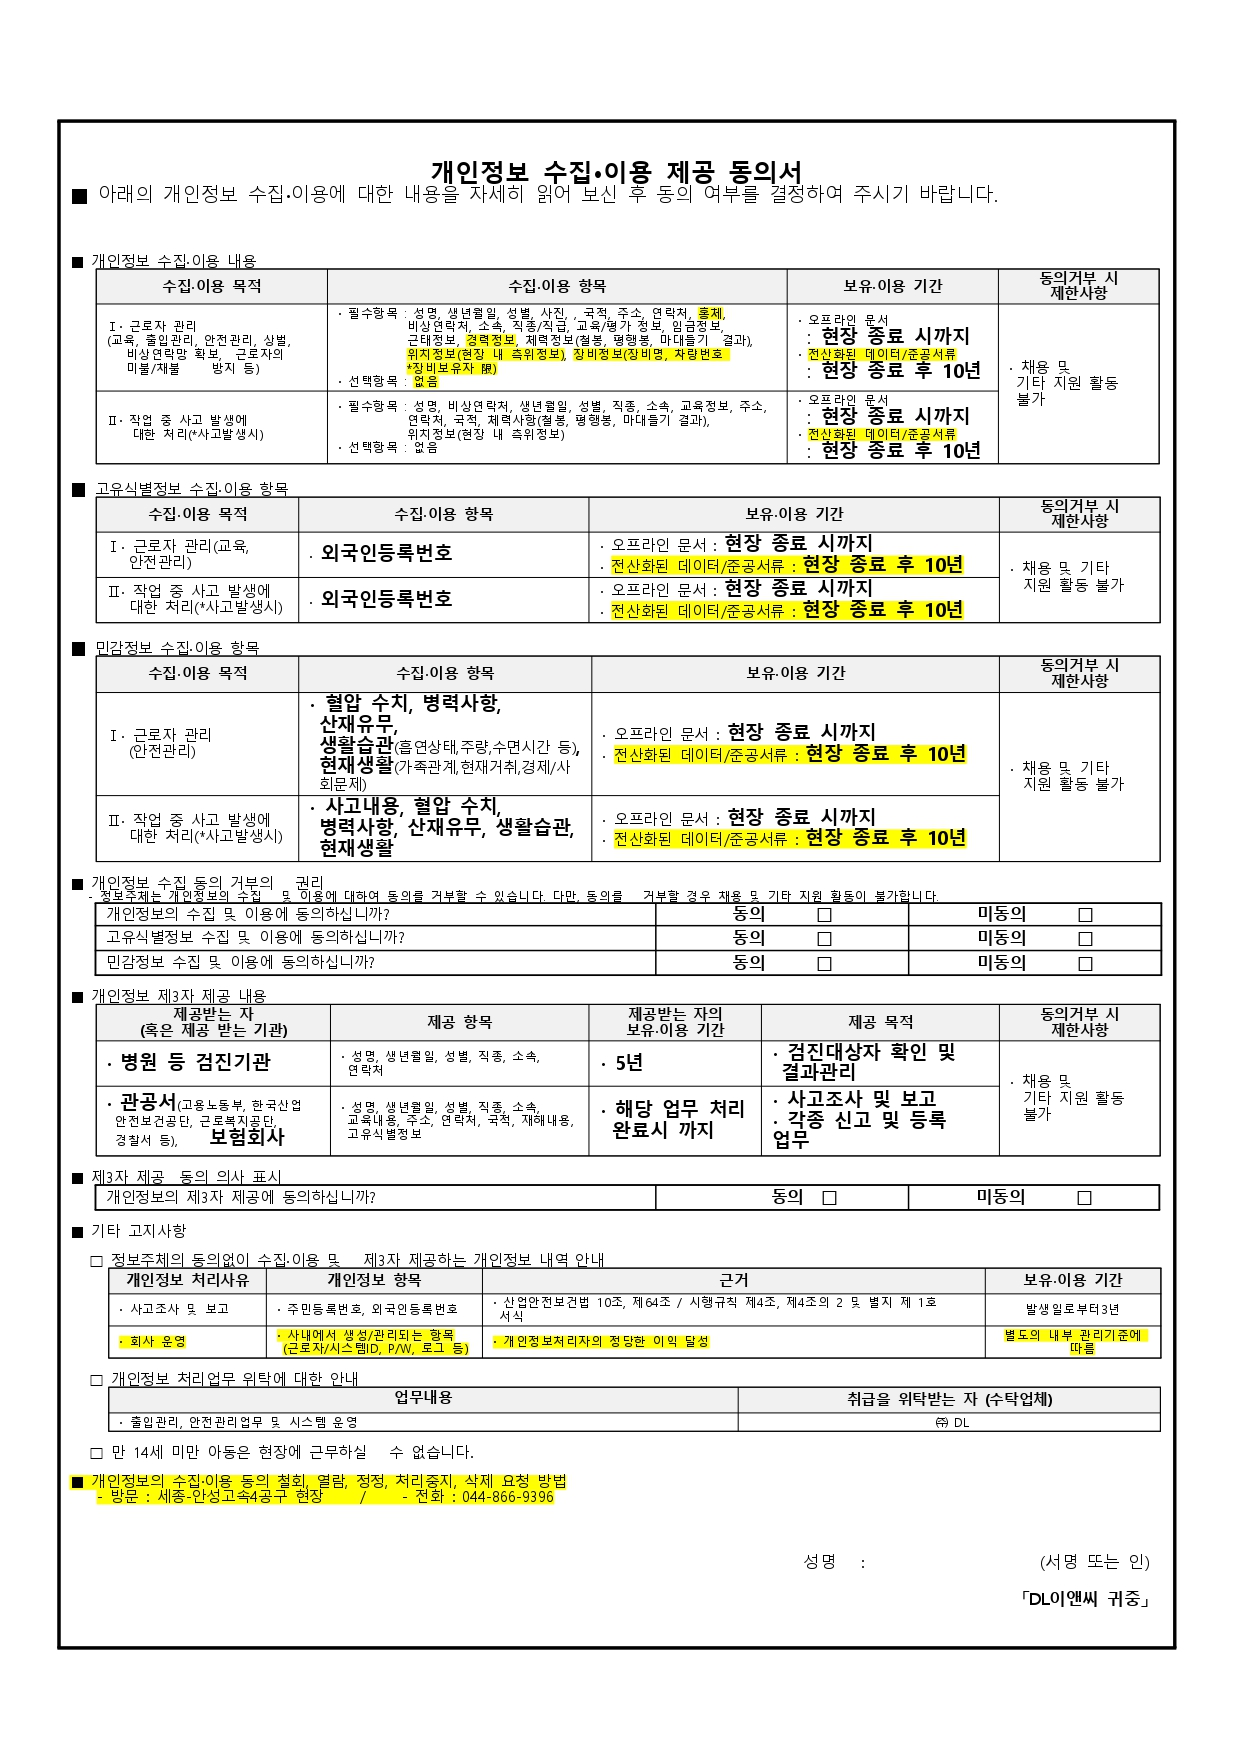 개인정보 수집•이용 제공 동의서
■ 아래의 개인정보 수집•이용에 대한 내용을 자세히 읽어 보신 후 동의 여부를 결정하여 주시기 바랍니다.
■ 개인정보 수집·이용 내용
수집·이용 목적
수집·이용 항목
보유·이용 기간
동의거부 시
제한사항
Ⅰ· 근로자 관리
(교육, 출입관리, 안전관리, 상벌,
비상연락망 확보, 근로자의
미불/채불 방지 등)
· 필수항목 : 성명, 생년월일, 성별, 사진, , 국적, 주소, 연락처, 홍체,
비상연락처, 소속, 직종/직급, 교육/평가 정보, 임금정보,
근태정보, 경력정보, 체력정보(철봉, 평행봉, 마대들기 결과),
위치정보(현장 내 측위정보), 장비정보(장비명, 차량번호
*장비보유자 限)
· 선택항목 : 없음
· 오프라인 문서
: 현장 종료 시까지
· 전산화된 데이터/준공서류
: 현장 종료 후 10년
· 채용 및
기타 지원 활동
불가
Ⅱ· 작업 중 사고 발생에
대한 처리(*사고발생시)
· 필수항목 : 성명, 비상연락처, 생년월일, 성별, 직종, 소속, 교육정보, 주소,
연락처, 국적, 체력사항(철봉, 평행봉, 마대들기 결과),
위치정보(현장 내 측위정보)
· 선택항목 : 없음
· 오프라인 문서
: 현장 종료 시까지
· 전산화된 데이터/준공서류
: 현장 종료 후 10년
■ 고유식별정보 수집·이용 항목
수집·이용 목적
수집·이용 항목
보유·이용 기간
동의거부 시
제한사항
Ⅰ· 근로자 관리(교육,
안전관리)
· 외국인등록번호
· 오프라인 문서 : 현장 종료 시까지
· 전산화된 데이터/준공서류 : 현장 종료 후 10년
· 채용 및 기타
지원 활동 불가
Ⅱ· 작업 중 사고 발생에
대한 처리(*사고발생시)
· 외국인등록번호
· 오프라인 문서 : 현장 종료 시까지
· 전산화된 데이터/준공서류 : 현장 종료 후 10년
■ 민감정보 수집·이용 항목
수집·이용 목적
수집·이용 항목
보유·이용 기간
동의거부 시
제한사항
Ⅰ· 근로자 관리
(안전관리)
· 혈압 수치, 병력사항,
산재유무,
생활습관(흡연상태,주량,수면시간 등),
현재생활(가족관계,현재거취,경제/사
회문제)
· 오프라인 문서 : 현장 종료 시까지
· 전산화된 데이터/준공서류 : 현장 종료 후 10년
· 채용 및 기타
지원 활동 불가
Ⅱ· 작업 중 사고 발생에
대한 처리(*사고발생시)
· 사고내용, 혈압 수치,
병력사항, 산재유무, 생활습관,
현재생활
· 오프라인 문서 : 현장 종료 시까지
· 전산화된 데이터/준공서류 : 현장 종료 후 10년
■ 개인정보 수집 동의 거부의 권리
- 정보주체는 개인정보의 수집 및 이용에 대하여 동의를 거부할 수 있습니다. 다만, 동의를 거부할 경우 채용 및 기타 지원 활동이 불가합니다.
개인정보의 수집 및 이용에 동의하십니까? 동의 □ 미동의 □
고유식별정보 수집 및 이용에 동의하십니까? 동의 □ 미동의 □
민감정보 수집 및 이용에 동의하십니까? 동의 □ 미동의 □
■ 개인정보 제3자 제공 내용
제공받는 자
(혹은 제공 받는 기관)
제공 항목
제공받는 자의
보유·이용 기간
제공 목적
동의거부 시
제한사항
· 병원 등 검진기관
· 성명, 생년월일, 성별, 직종, 소속,
연락처
· 5년
· 검진대상자 확인 및
결과관리
· 채용 및
기타 지원 활동
불가
· 관공서(고용노동부, 한국산업
안전보건공단, 근로복지공단,
경찰서 등), 보험회사
· 성명, 생년월일, 성별, 직종, 소속,
교육내용, 주소, 연락처, 국적, 재해내용,
고유식별정보
· 해당 업무 처리
완료시 까지
· 사고조사 및 보고
· 각종 신고 및 등록
업무
■ 제3자 제공 동의 의사 표시
개인정보의 제3자 제공에 동의하십니까? 동의 □ 미동의 □
■ 기타 고지사항
□ 정보주체의 동의없이 수집·이용 및 제3자 제공하는 개인정보 내역 안내
개인정보 처리사유
개인정보 항목
근거
보유·이용 기간
· 사고조사 및 보고
· 주민등록번호, 외국인등록번호
· 산업안전보건법 10조, 제64조 / 시행규칙 제4조, 제4조의 2 및 별지 제 1호
서식
발생일로부터3년
· 회사 운영
· 사내에서 생성/관리되는 항목
(근로자/시스템ID, P/W, 로그 등)
· 개인정보처리자의 정당한 이익 달성
별도의 내부 관리기준에
따름
□ 개인정보 처리업무 위탁에 대한 안내
업무내용
취급을 위탁받는 자 (수탁업체)
· 출입관리, 안전관리업무 및 시스템 운영
㈜ DL
□ 만 14세 미만 아동은 현장에 근무하실 수 없습니다.
■ 개인정보의 수집·이용 동의 철회, 열람, 정정, 처리중지, 삭제 요청 방법
- 방문 : 세종-안성고속4공구 현장 / - 전화 : 044-866-9396
성명 : (서명 또는 인)
「DL이앤씨 귀중」